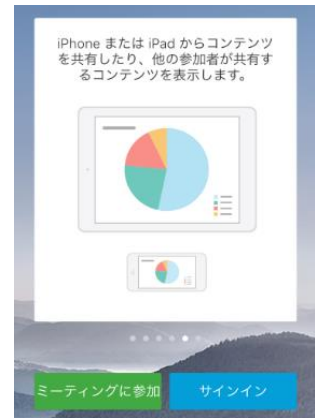 iPhone または iPad からコンテンツ
を共有したり、他の参加者が共有す
るコンテンツを表示します。
ミーティングに参加
サインイン